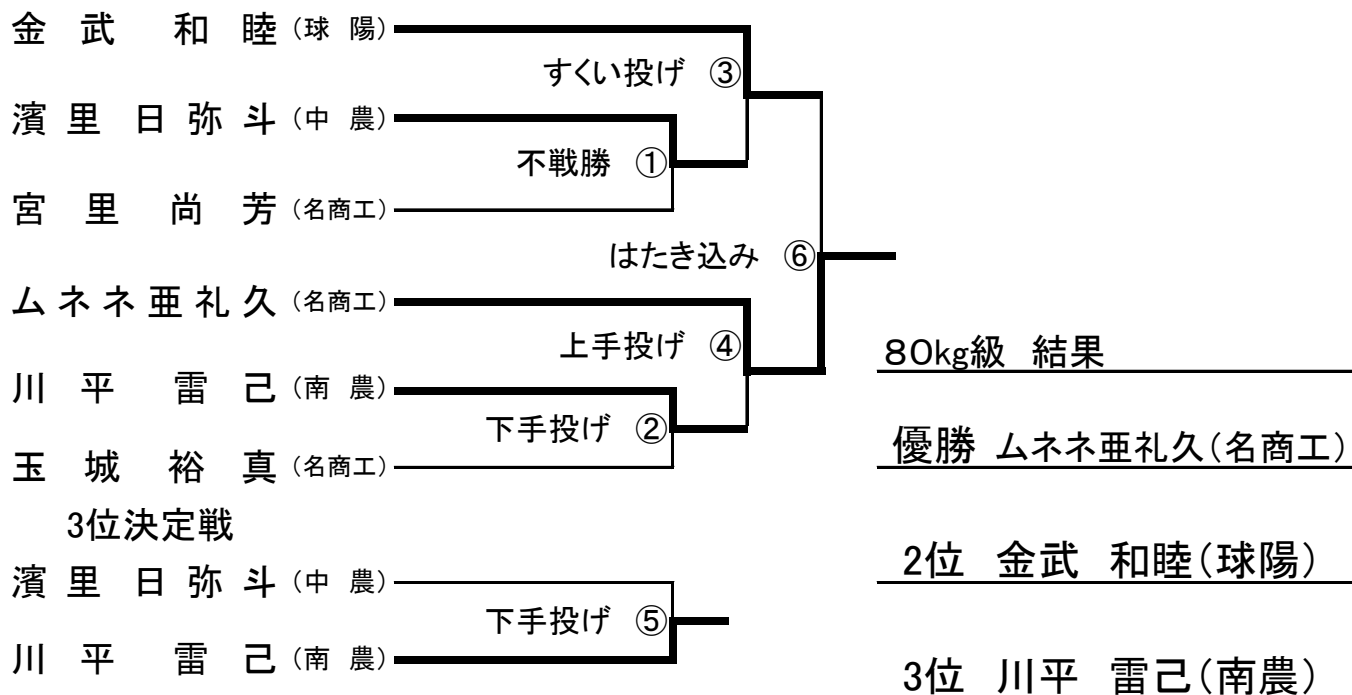 金武 和睦(球陽)
すくい投げ ③
濱里日弥斗(中農)
不戦勝 ①
宮里尚芳(名商工)
はたき込み ⑥
ムネネ亜礼久(名商工)
上手投げ ④
川平 雷己(南農)
下手投げ ②
玉城裕真(名商工)
3位決定戦
濱里日弥斗(中農)
下手投げ ⑤
川平 雷己(南農)
80kg級 結果
優勝 ムネネ亜礼久(名商工)
2位 金武 和睦(球陽)
3位 川平 雷己(南農)